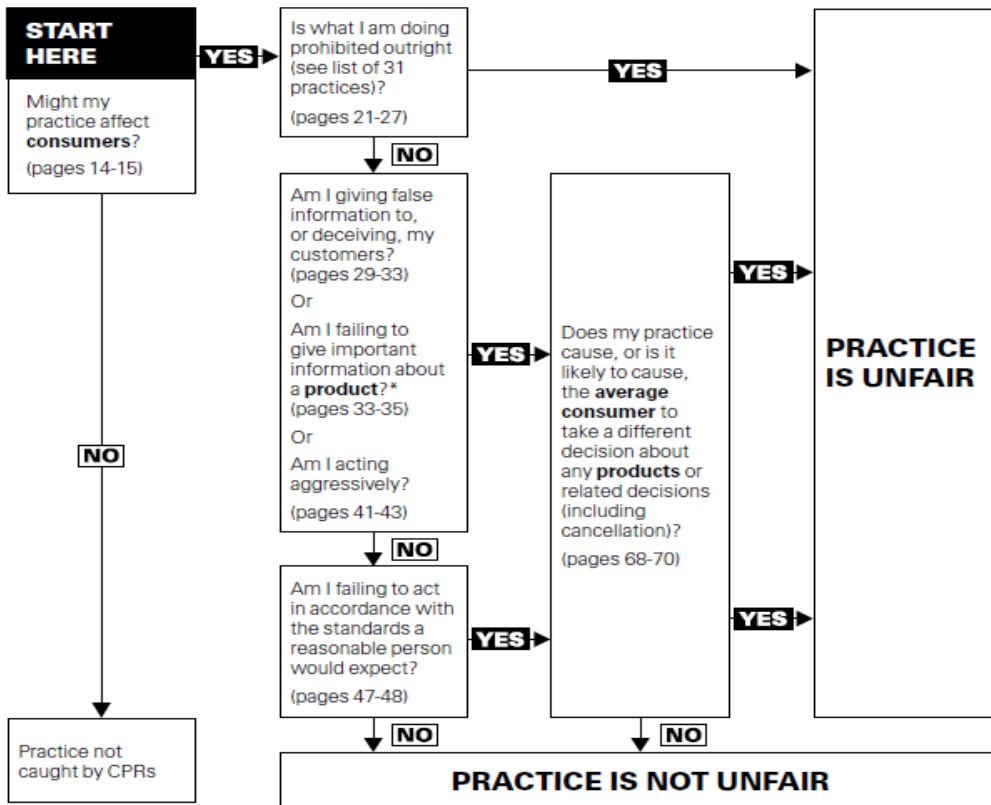 START
HERE
Might my
practice affect
consumers?
(pages 14-15)
YES
Is what I am doing
prohibited outright
(see list of 31
practices)?
(pages 21-27)
YES
NO
Am I giving false
information to,
or deceiving, my
customers?
(pages 29-33)
Or
Am I failing to
give important
information about
a product?*
(pages 33-35)
Or
Am I acting
aggressively?
(pages 41-43)
YES
NO
Am I failing to act
in accordance with
the standards a
reasonable person
would expect?
(pages 47-48)
YES
NO
Does my practice
cause, or is it
likely to cause,
the average
consumer to
take a different
decision about
any products or
related decisions
(including
cancellation)?
(pages 68-70)
YES
YES
NO
PRACTICE
IS UNFAIR
NO
Practice not
caught by CPRs
PRACTICE IS NOT UNFAIR